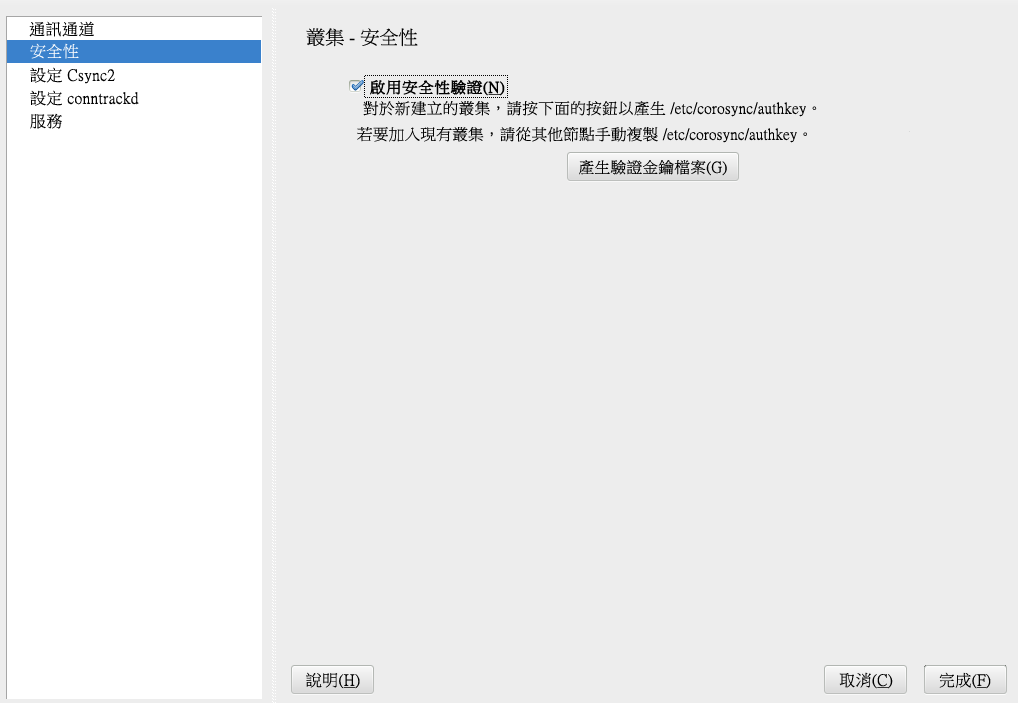 通訊通道
安全性
設定 Csync2
設定 conntrackd
服務
叢集 - 安全性
啟用安全性驗證(N)
對於新建立的叢集，請按下面的按鈕以產生 /etc/corosync/authkey。
若要加入現有叢集，請從其他節點手動複製 /etc/corosync/authkey。
產生驗證金鑰檔案(G)
說明(H)
取消(C)
完成(F)